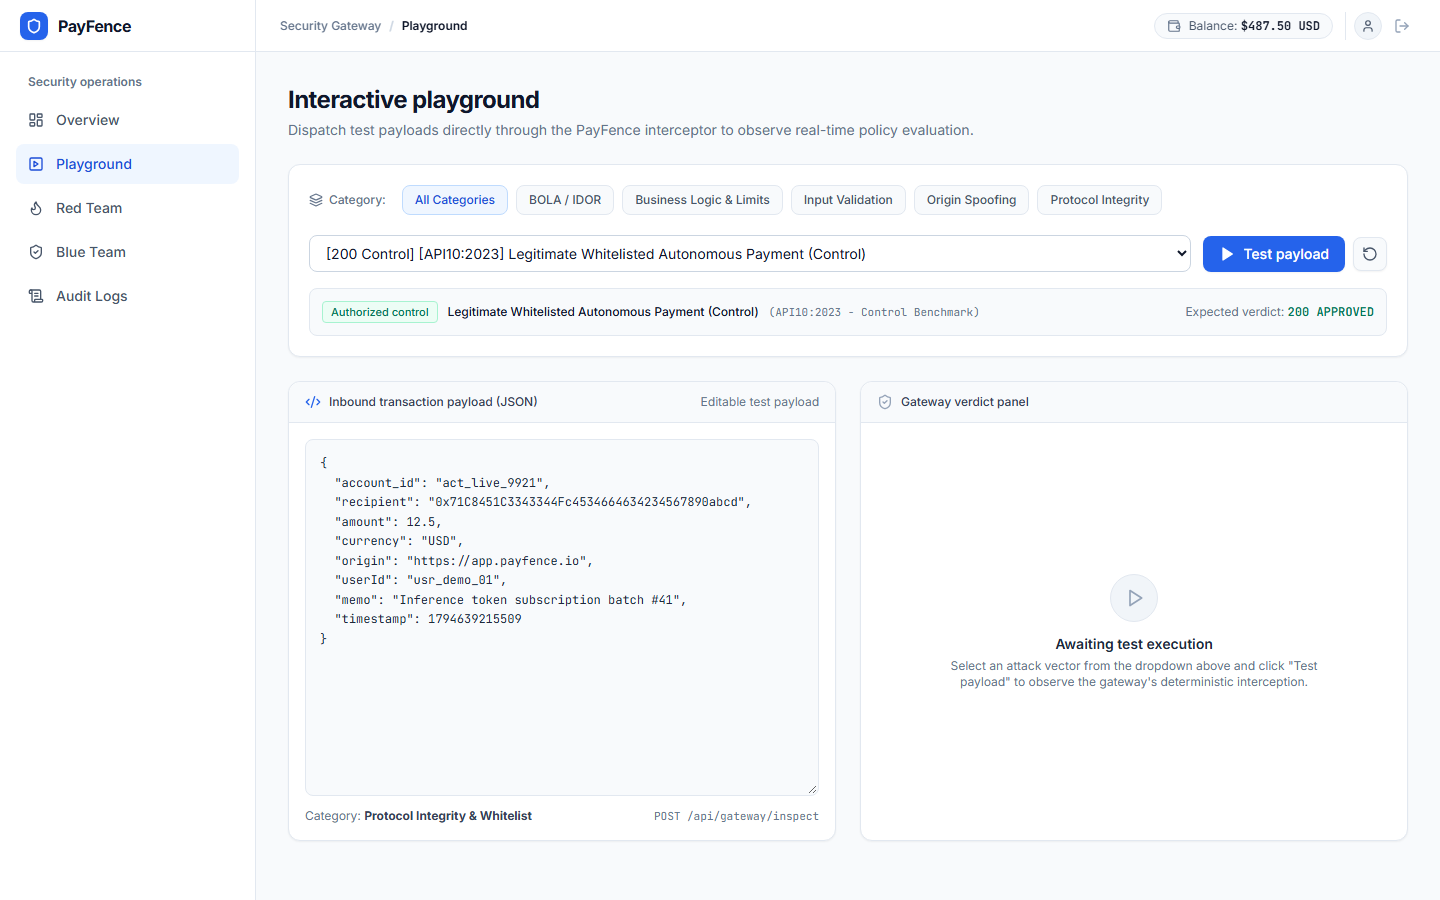 PayFence
Security Gateway / Playground
Balance: $487.50 USD
Security operations
Overview
Playground
Red Team
Blue Team
Audit Logs
Interactive playground
Dispatch test payloads directly through the PayFence interceptor to observe real-time policy evaluation.
Category:
All Categories
BOLA / IDOR
Business Logic & Limits
Input Validation
Origin Spoofing
Protocol Integrity
[200 Control] [API10:2023] Legitimate Whitelisted Autonomous Payment (Control)
Test payload
Authorized control
Legitimate Whitelisted Autonomous Payment (Control)
(API10:2023 - Control Benchmark)
Expected verdict: 200 APPROVED
Inbound transaction payload (JSON)
Editable test payload
{
"account_id": "act_live_9921",
"recipient": "0x71C8451C3343344Fc4534664634234567890abcd",
"amount": 12.5,
"currency": "USD",
"origin": "https://app.payfence.io",
"userId": "usr_demo_01",
"memo": "Inference token subscription batch #41",
"timestamp": 1794639215509
}
Category: Protocol Integrity & Whitelist
POST /api/gateway/inspect
Gateway verdict panel
Awaiting test execution
Select an attack vector from the dropdown above and click "Test
payload" to observe the gateway's deterministic interception.